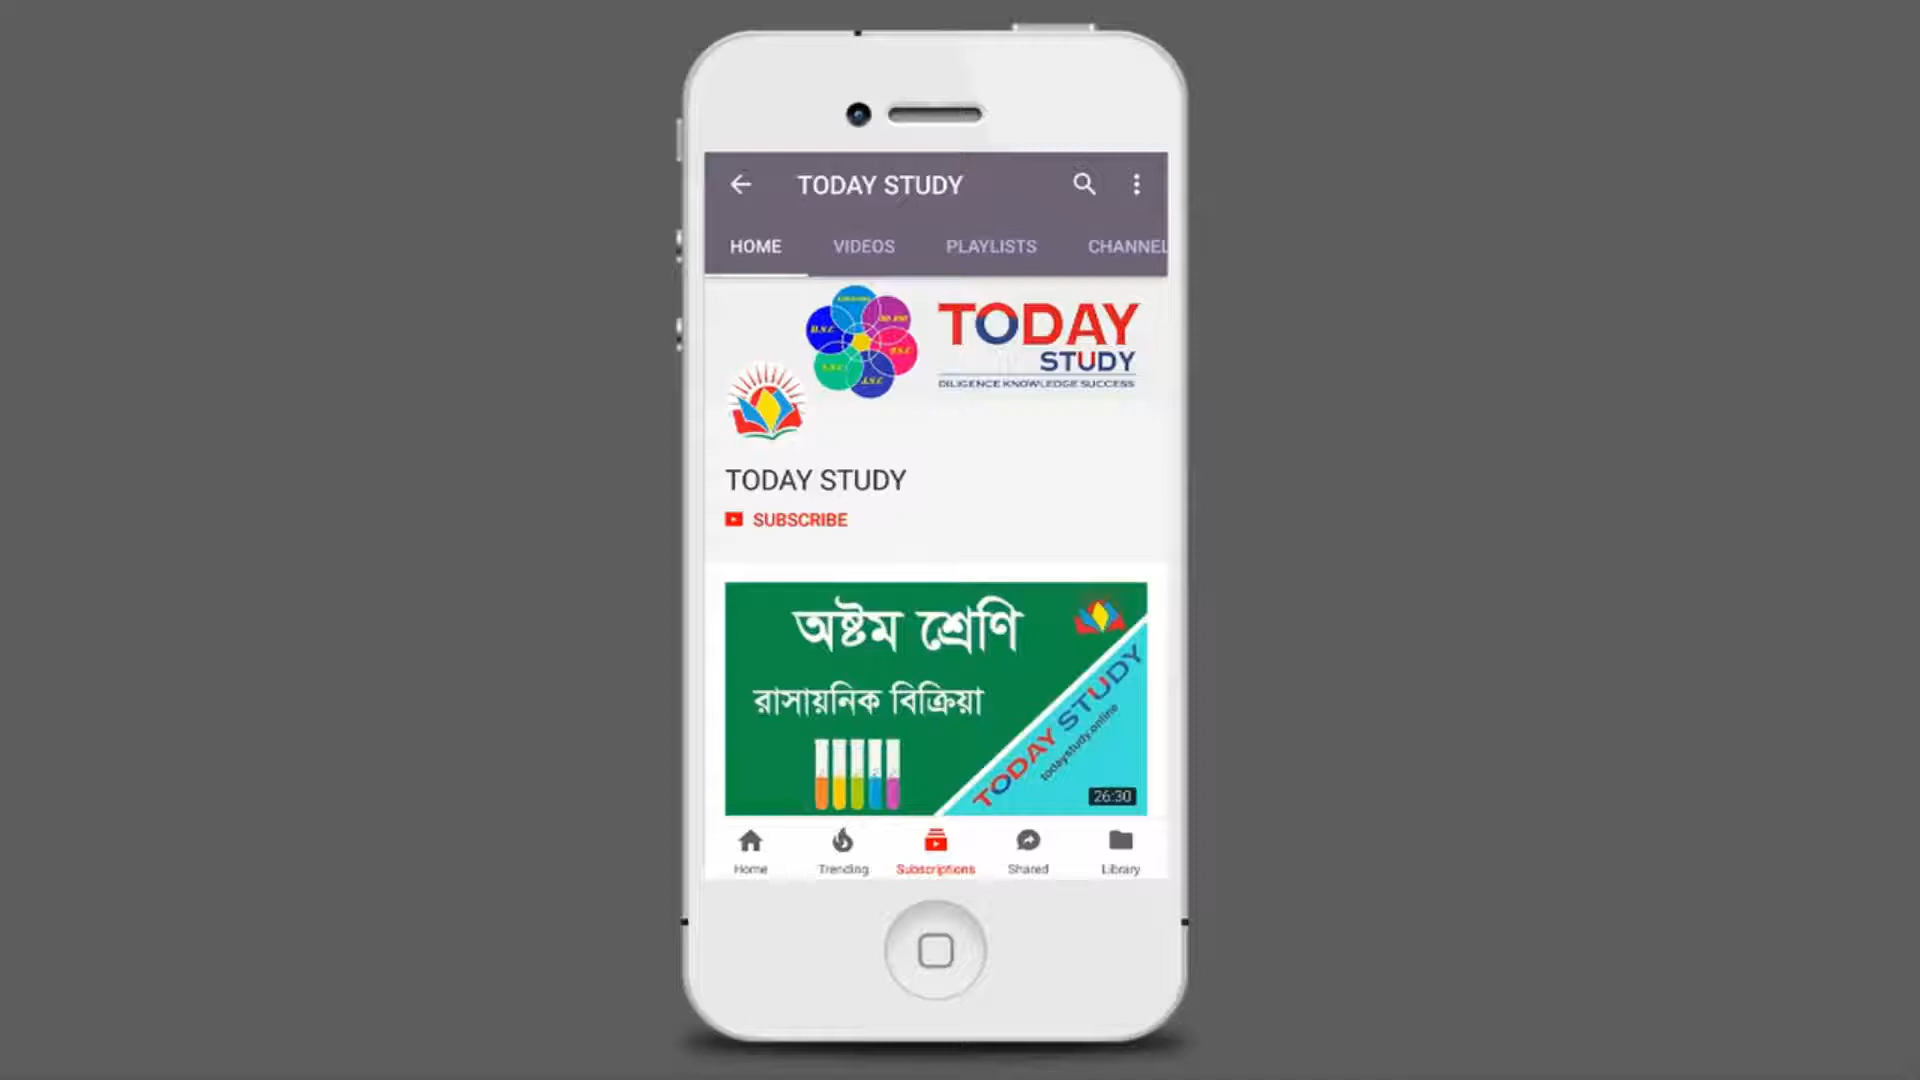 TODAY STUDY
HOME VIDEOS PLAYLISTS CHANNEL
TODAY
STUDY
DILIGENCE KNOWLEDGE SUCCESS
TODAY STUDY
SUBSCRIBE
অষ্টম শ্রেণি
রাসায়নিক বিক্রিয়া
TODAY STUDY
todaystudy.online
26:30
Home Trending Subscriptions Shared Library